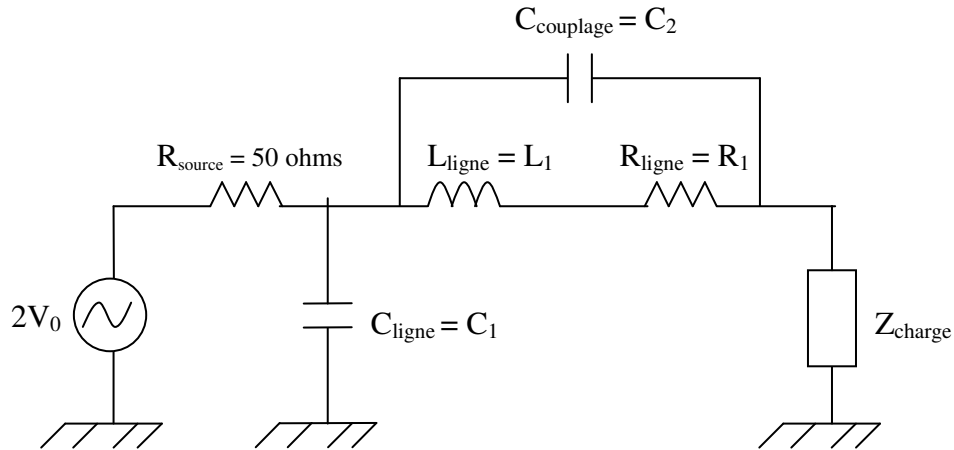 C_couplage = C_2
R_source = 50 ohms
L_ligne = L_1
R_ligne = R_1
2V_0
C_ligne = C_1
Z_charge